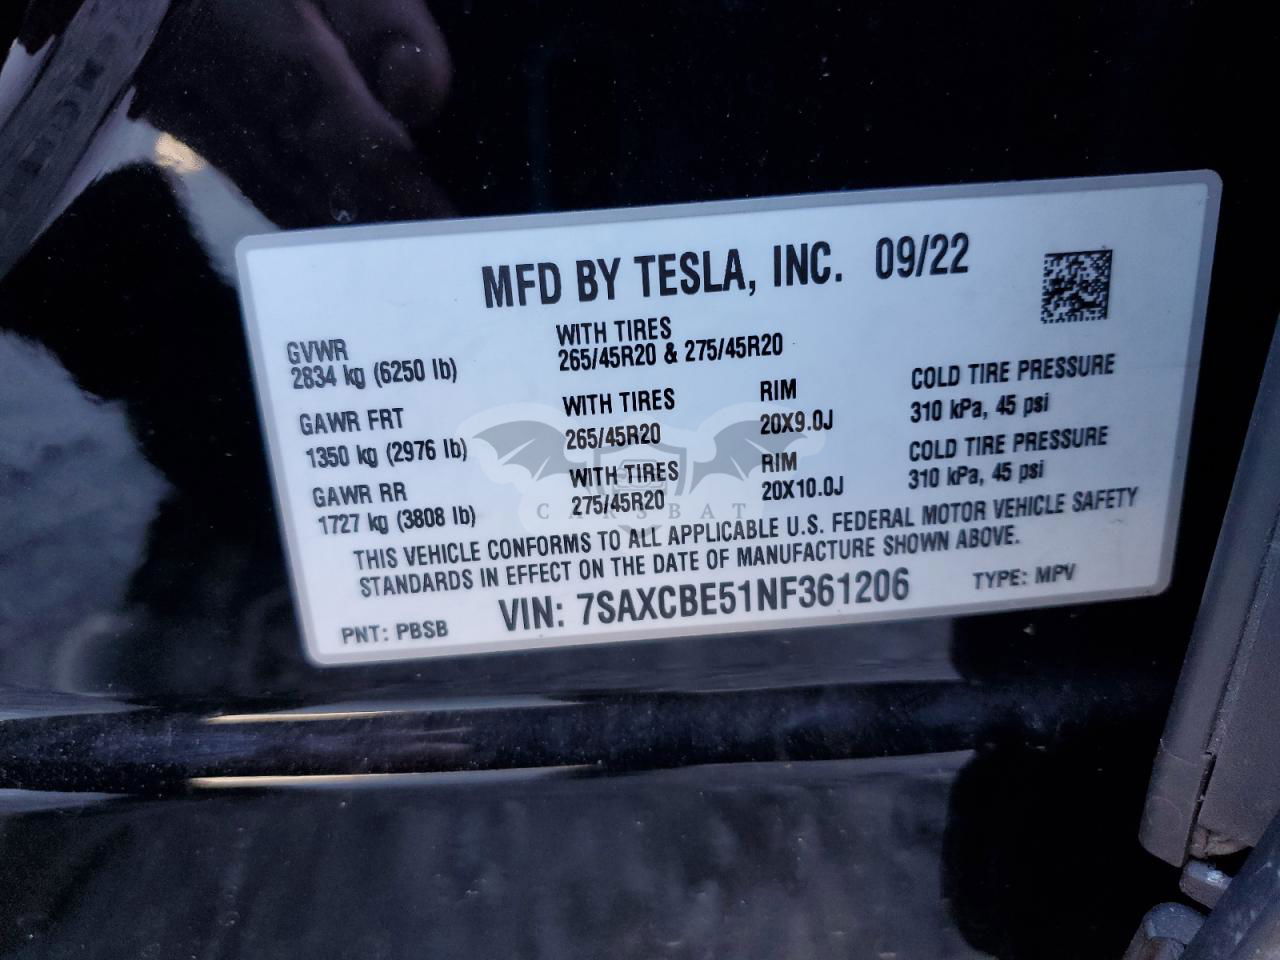 MFD BY TESLA, INC. 09/22
GVWR
2834 kg (6250 lb)
WITH TIRES
265/45R20 & 275/45R20
GAWR FRT
1350 kg (2976 lb)
WITH TIRES
265/45R20
RIM
20X9.0J
COLD TIRE PRESSURE
310 kPa, 45 psi
GAWR RR
1727 kg (3808 lb)
WITH TIRES
275/45R20
RIM
20X10.0J
COLD TIRE PRESSURE
310 kPa, 45 psi
CARSBAT
THIS VEHICLE CONFORMS TO ALL APPLICABLE U.S. FEDERAL MOTOR VEHICLE SAFETY
STANDARDS IN EFFECT ON THE DATE OF MANUFACTURE SHOWN ABOVE.
PNT: PBSB VIN: 7SAXCBE51NF361206 TYPE: MPV